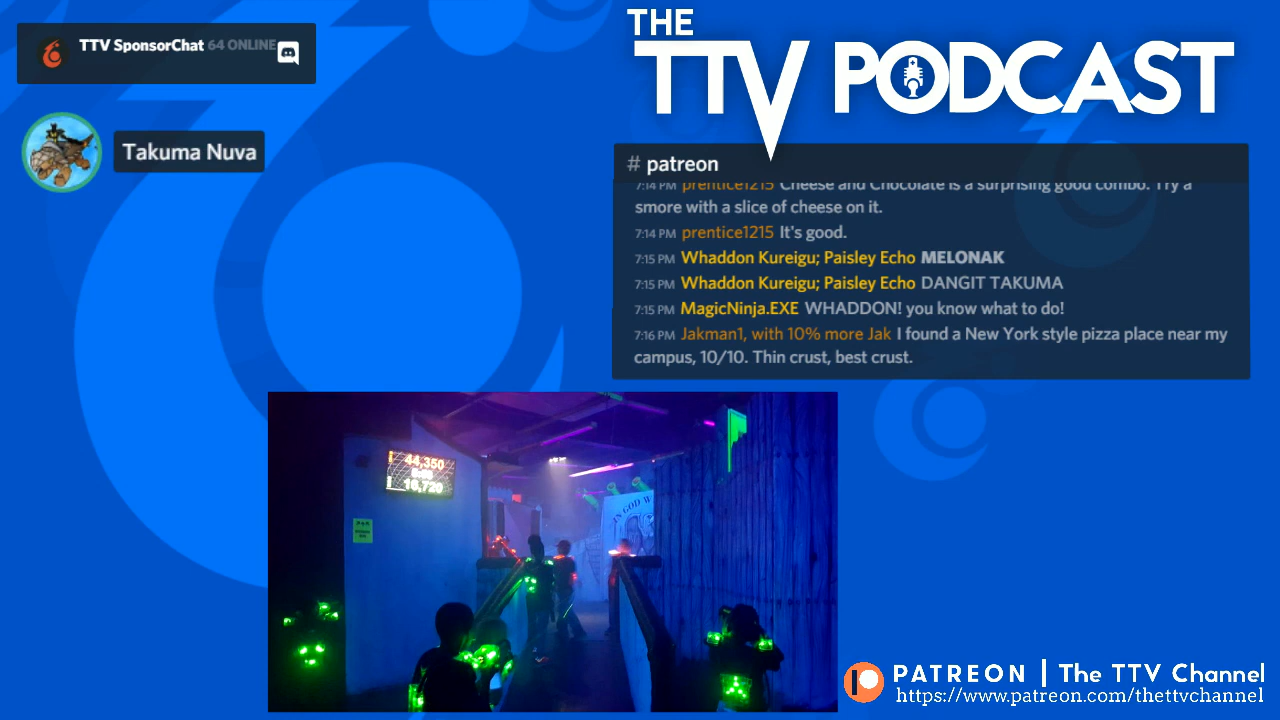 TTV SponsorChat 64 ONLINE
THE
TTV PODCAST
Takuma Nuva
# patreon
7:14 PM prentice1215 Cheese and Chocolate is a surprising good combo. Try a
smore with a slice of cheese on it.
7:14 PM prentice1215 It's good.
7:15 PM Whaddon Kureigu; Paisley Echo MELONAK
7:15 PM Whaddon Kureigu; Paisley Echo DANGIT TAKUMA
7:15 PM MagicNinja.EXE WHADDON! you know what to do!
7:16 PM Jakman1, with 10% more Jak I found a New York style pizza place near my
campus, 10/10. Thin crust, best crust.
44,350
16,720
IN GOD W
PATREON | The TTV Channel
https://www.patreon.com/thettvchannel